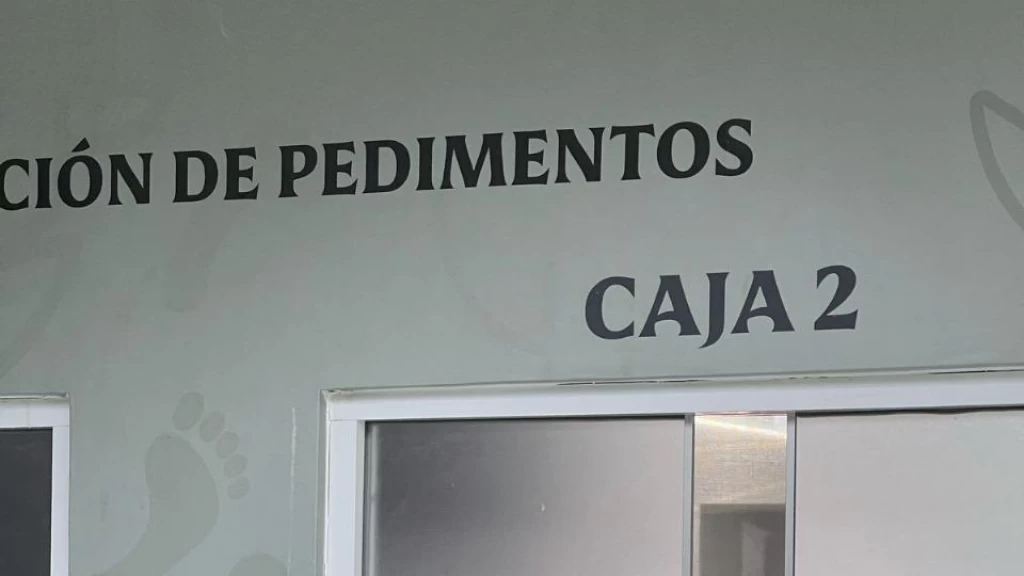 CIÓN DE PEDIMENTOS
CAJA 2